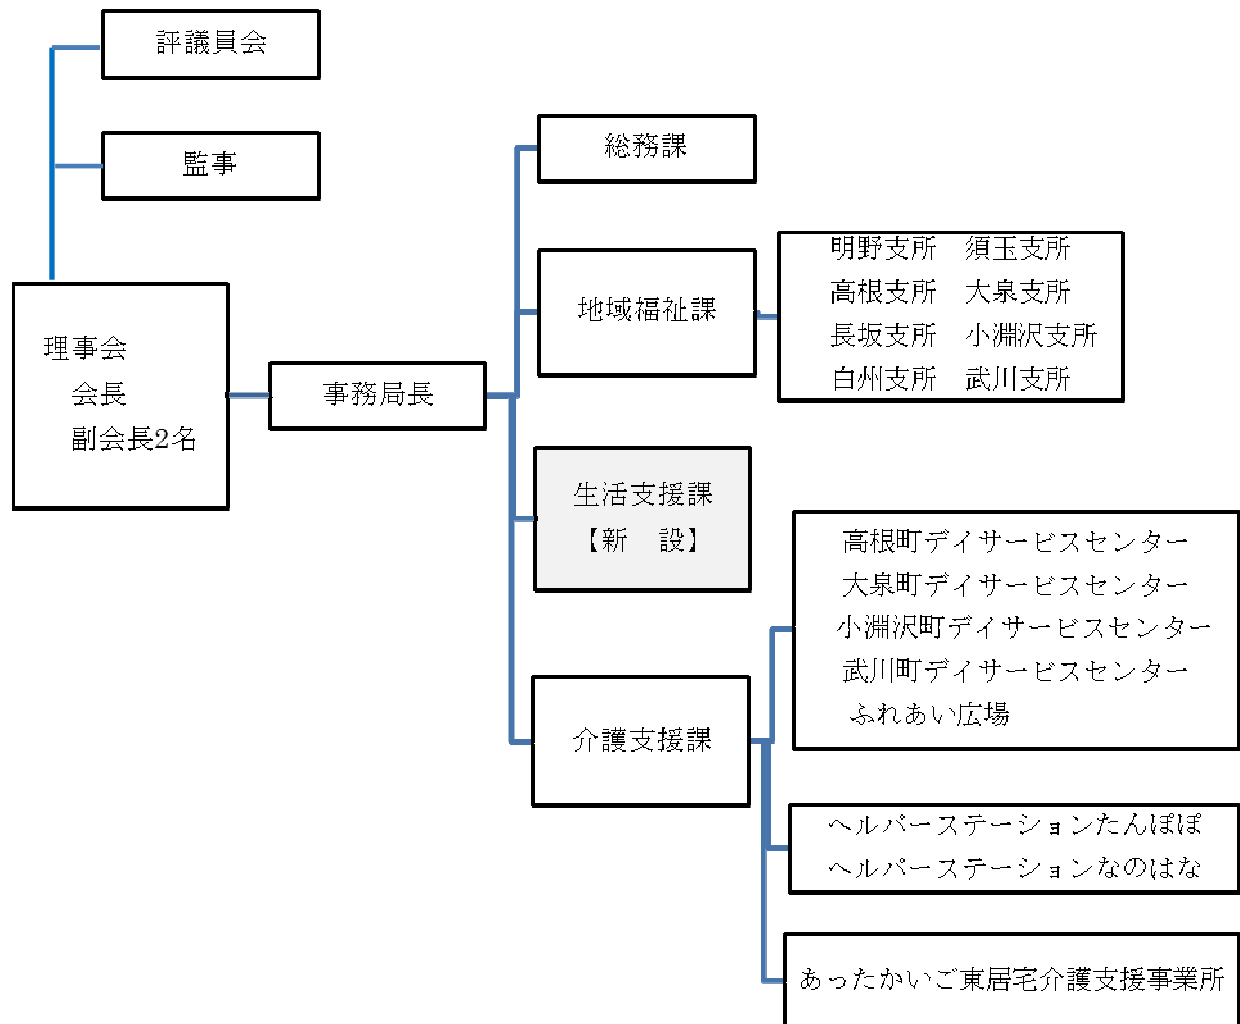 評議員会
監事
理事会
会長
副会長2名
事務局長
総務課
地域福祉課
明野支所　須玉支所
高根支所　大泉支所
長坂支所　小淵沢支所
白州支所　武川支所
生活支援課
【新　設】
介護支援課
高根町デイサービスセンター
大泉町デイサービスセンター
小淵沢町デイサービスセンター
武川町デイサービスセンター
ふれあい広場
ヘルパーステーションたんぽぽ
ヘルパーステーションなのはな
あったかいご東居宅介護支援事業所